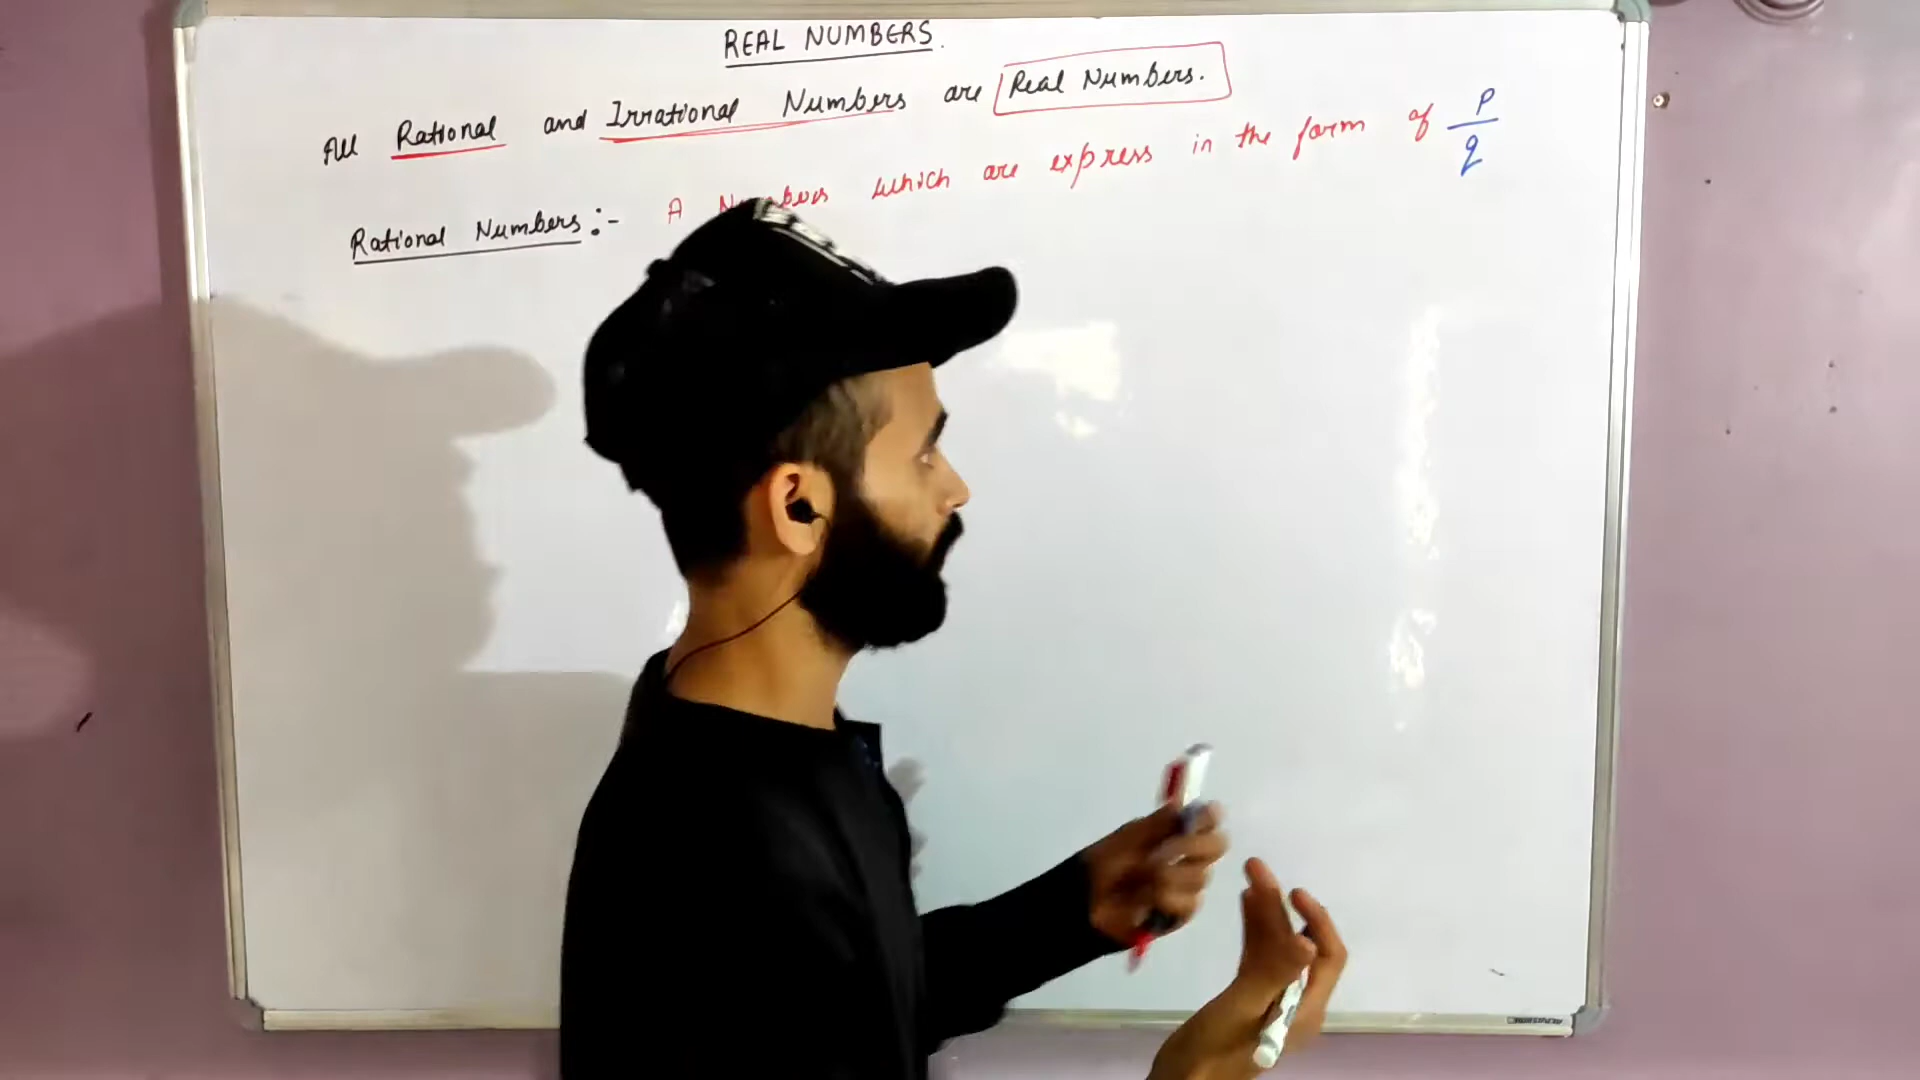 REAL NUMBERS.
All Rational and Irrational Numbers are Real Numbers.
Rational Numbers :- A Numbers which are express in the form of P/q